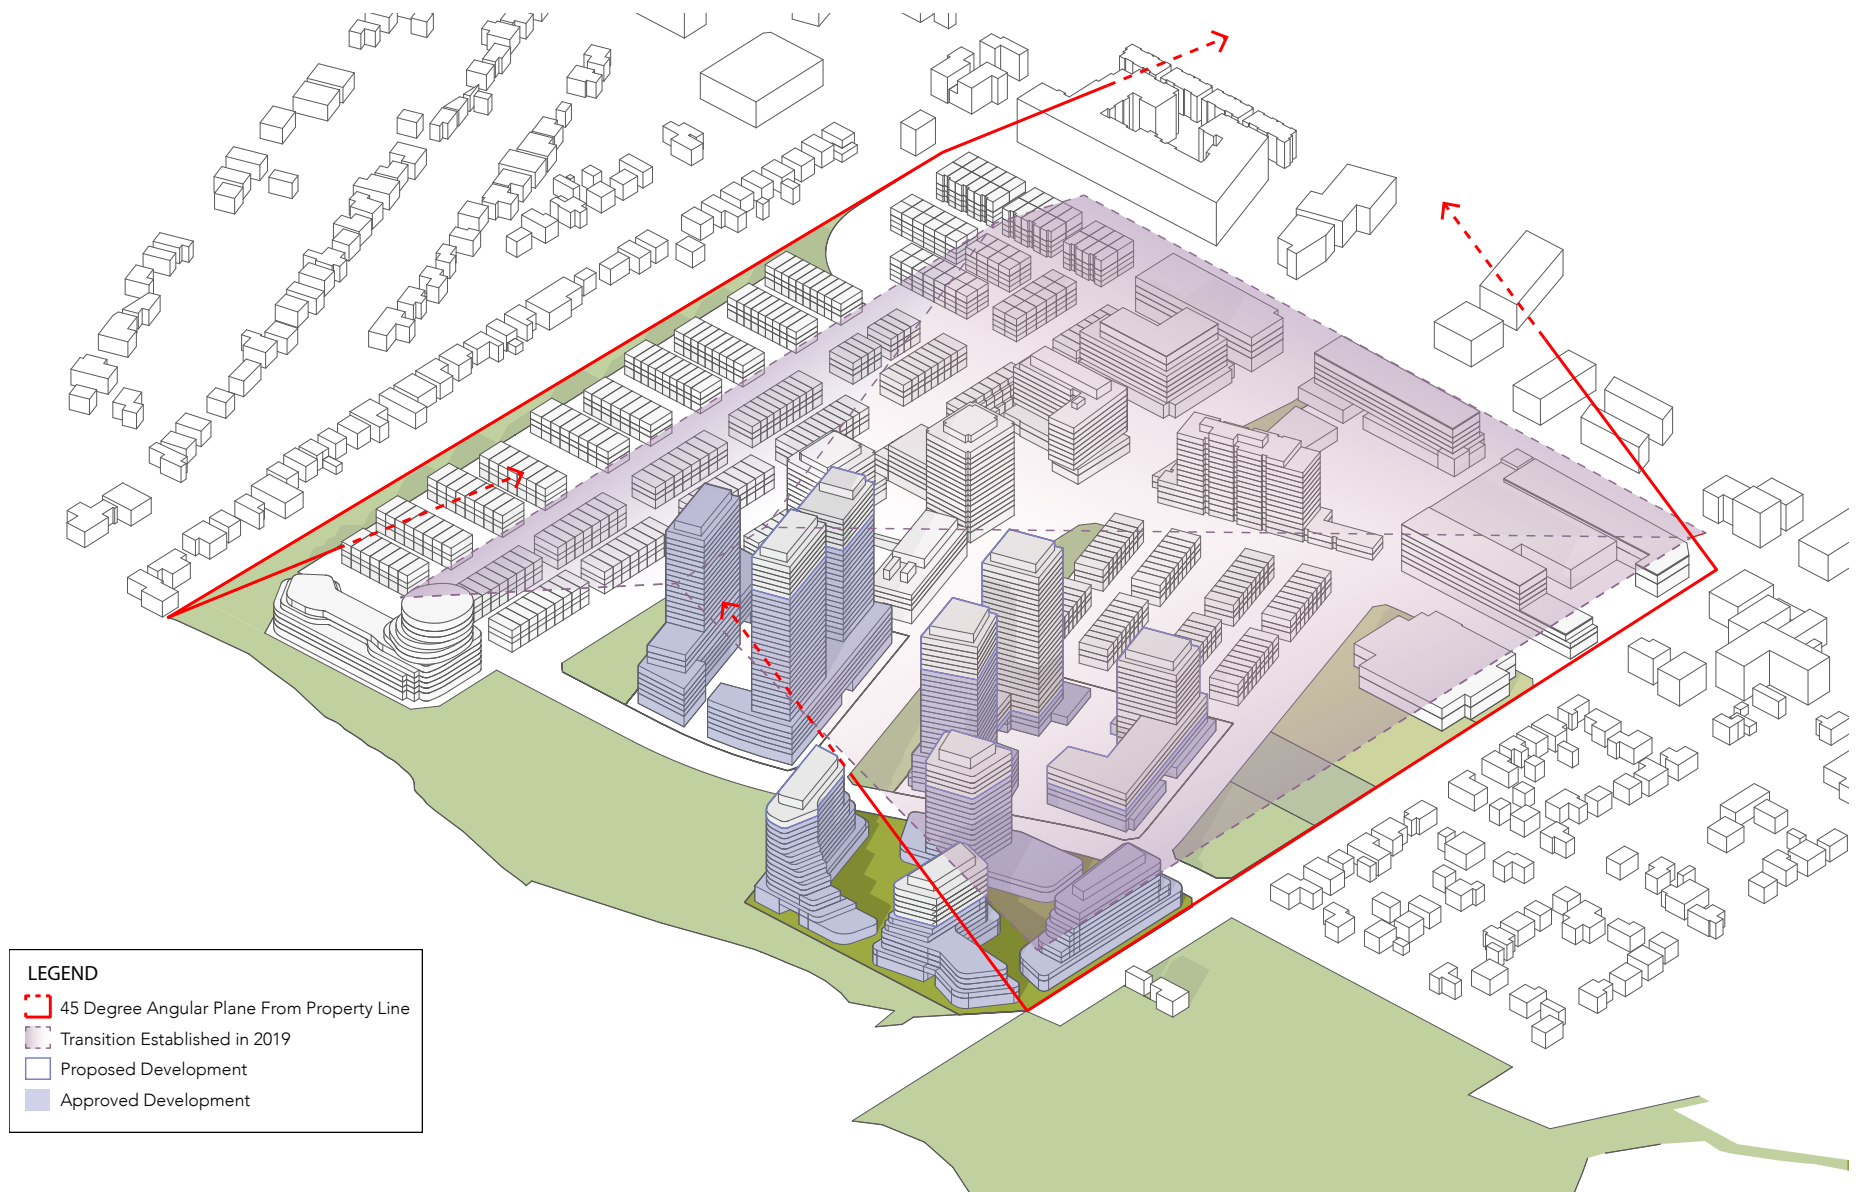 LEGEND
45 Degree Angular Plane From Property Line
Transition Established in 2019
Proposed Development
Approved Development